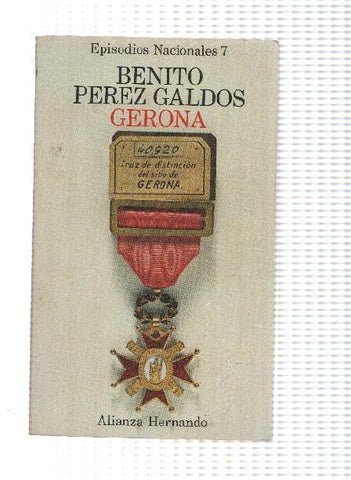 Episodios Nacionales 7
BENITO
PEREZ GALDOS
GERONA
40.920
Cruz de distinción
del sitio de
GERONA.
Alianza Hernando